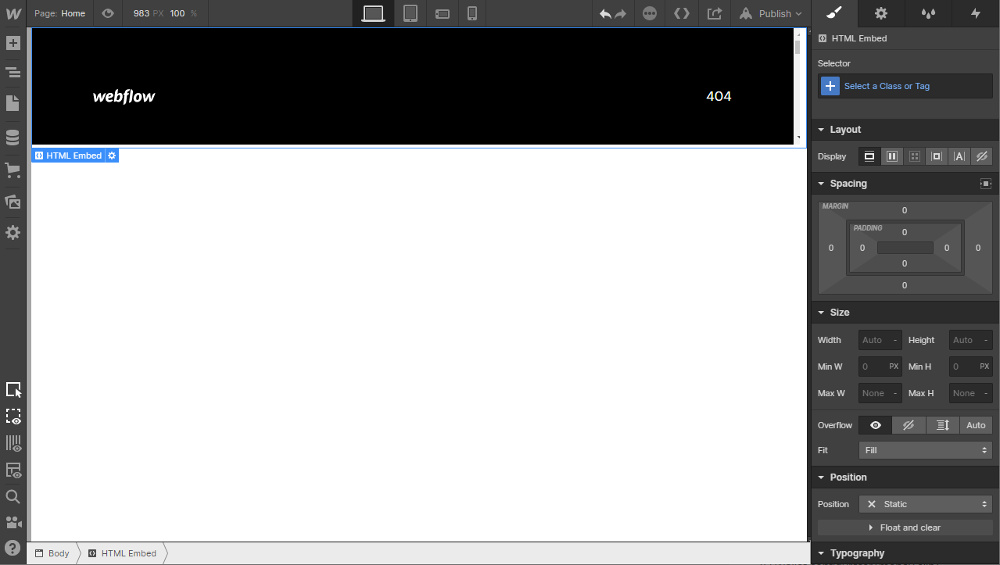 Page: Home
983 PX 100 %
Publish
webflow
404
HTML Embed
HTML Embed
Selector
Select a Class or Tag
Layout
Display
Spacing
MARGIN
0
PADDING
0
0 0 0 0
0
0
Size
Width Auto - Height Auto -
Min W 0 PX Min H 0 PX
Max W None - Max H None -
Overflow Auto
Fit Fill
Position
Position Static
Float and clear
Typography
Body HTML Embed